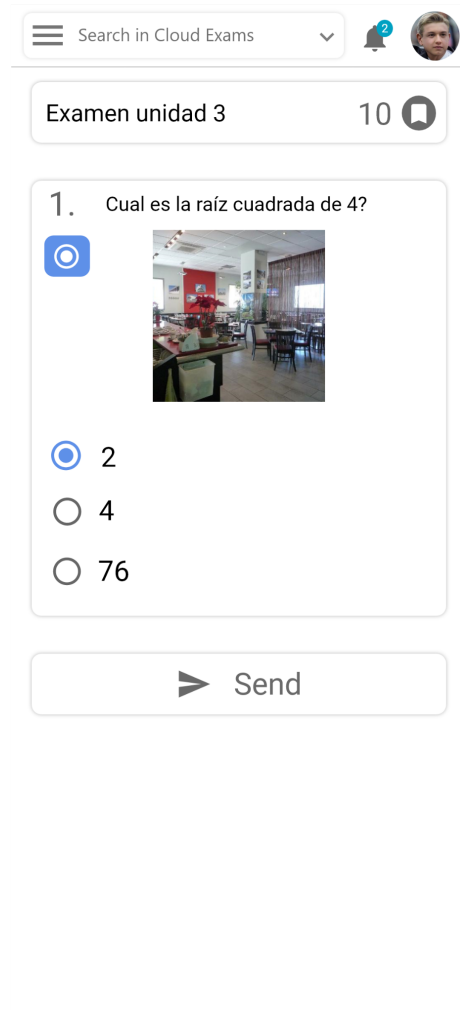 Search in Cloud Exams
2
Examen unidad 3
10
1.
Cual es la raíz cuadrada de 4?
2
4
76
Send